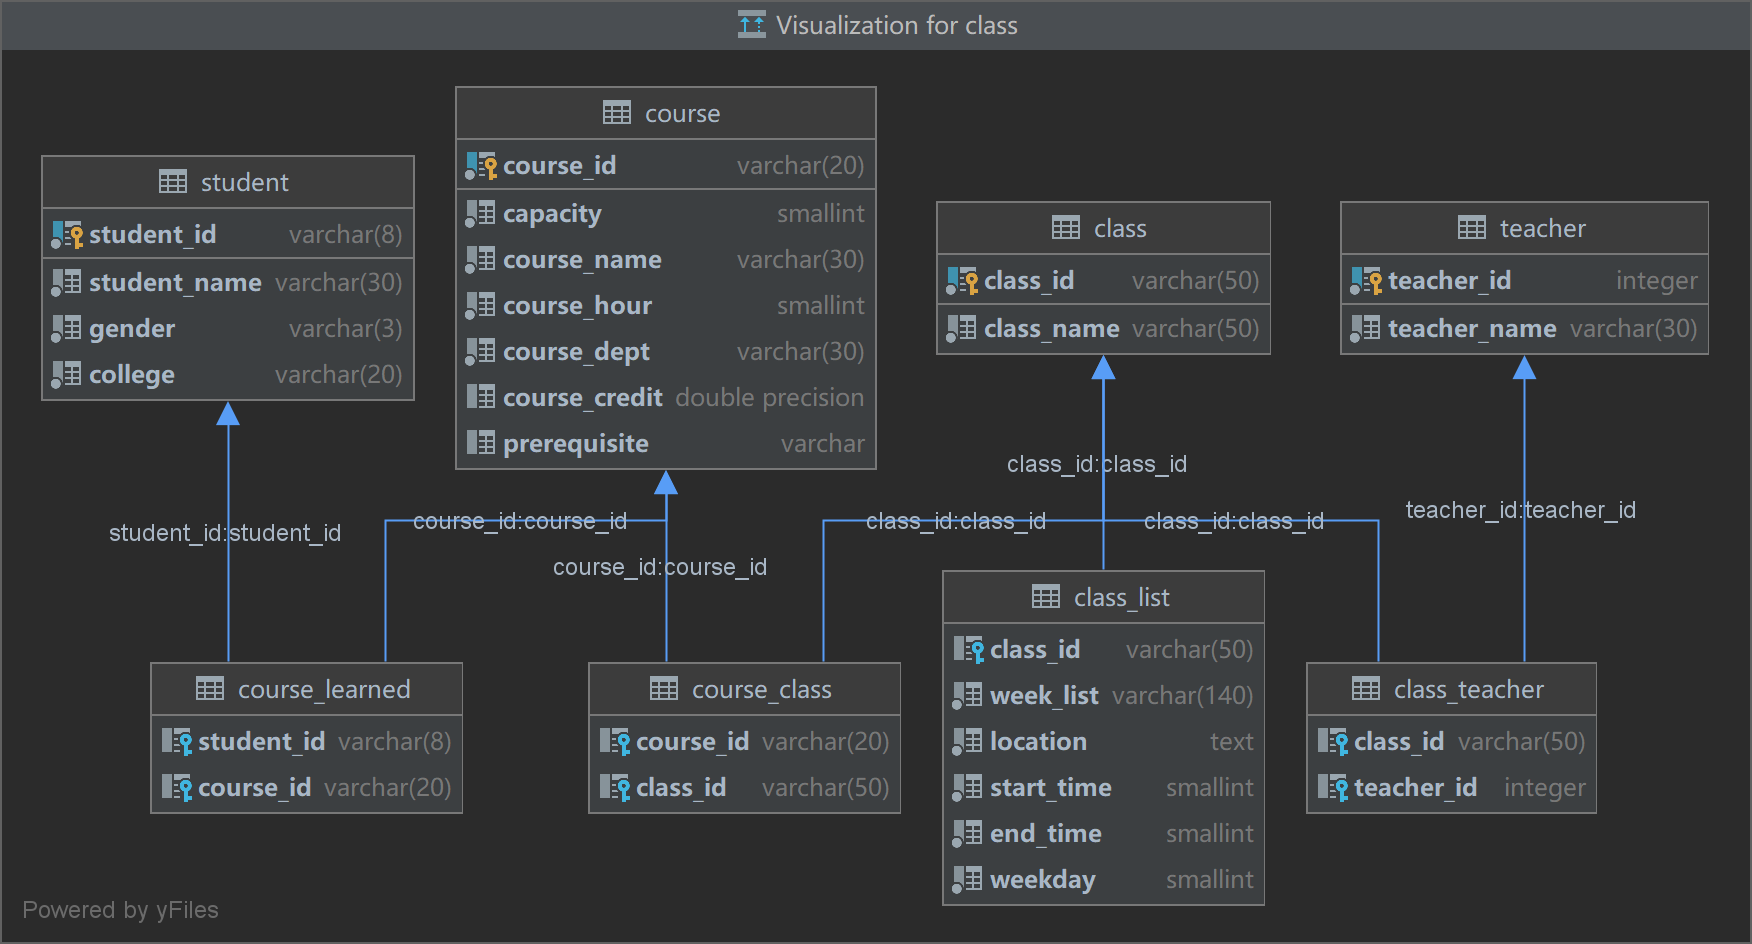 Visualization for class
student
student_id varchar(8)
student_name varchar(30)
gender varchar(3)
college varchar(20)
course
course_id varchar(20)
capacity smallint
course_name varchar(30)
course_hour smallint
course_dept varchar(30)
course_credit double precision
prerequisite varchar
class
class_id varchar(50)
class_name varchar(50)
teacher
teacher_id integer
teacher_name varchar(30)
student_id:student_id
course_id:course_id
course_id:course_id
class_id:class_id
class_id:class_id
class_id:class_id
teacher_id:teacher_id
course_learned
student_id varchar(8)
course_id varchar(20)
course_class
course_id varchar(20)
class_id varchar(50)
class_list
class_id varchar(50)
week_list varchar(140)
location text
start_time smallint
end_time smallint
weekday smallint
class_teacher
class_id varchar(50)
teacher_id integer
Powered by yFiles